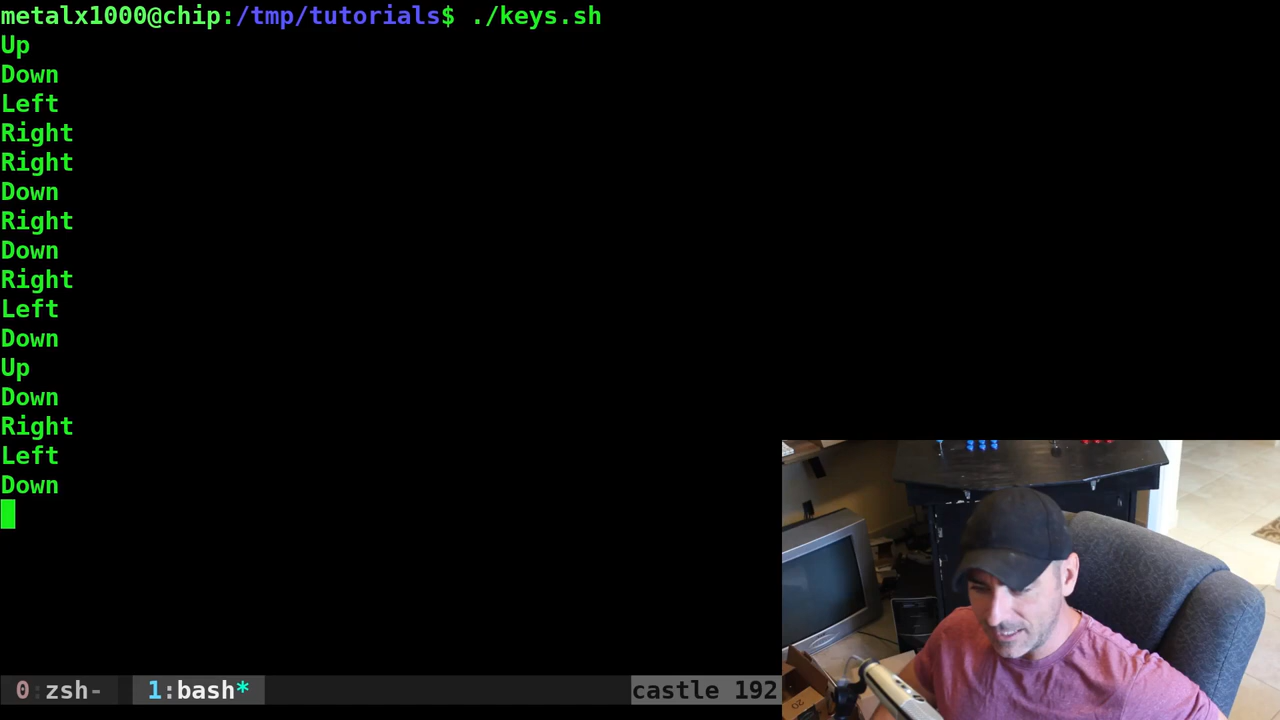 metalx1000@chip:/tmp/tutorials$ ./keys.sh
Up
Down
Left
Right
Right
Down
Right
Down
Right
Left
Down
Up
Down
Right
Left
Down
0:zsh- 1:bash* castle 192
20